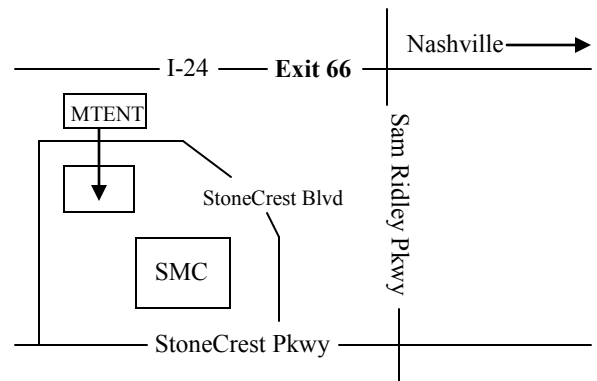 Nashville
I-24 Exit 66
MTENT
Sam Ridley Pkwy
StoneCrest Blvd
SMC
StoneCrest Pkwy